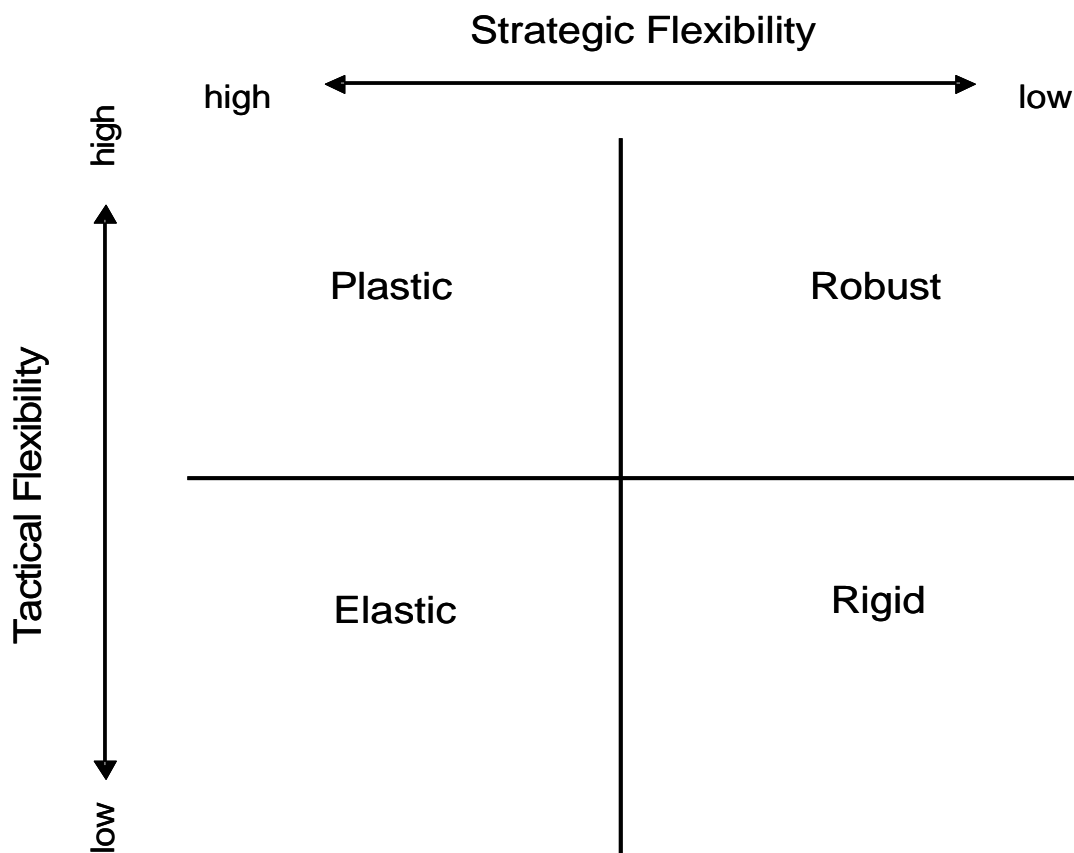 Strategic Flexibility
high
low
high
Plastic
Robust
Tactical Flexibility
Elastic
Rigid
low